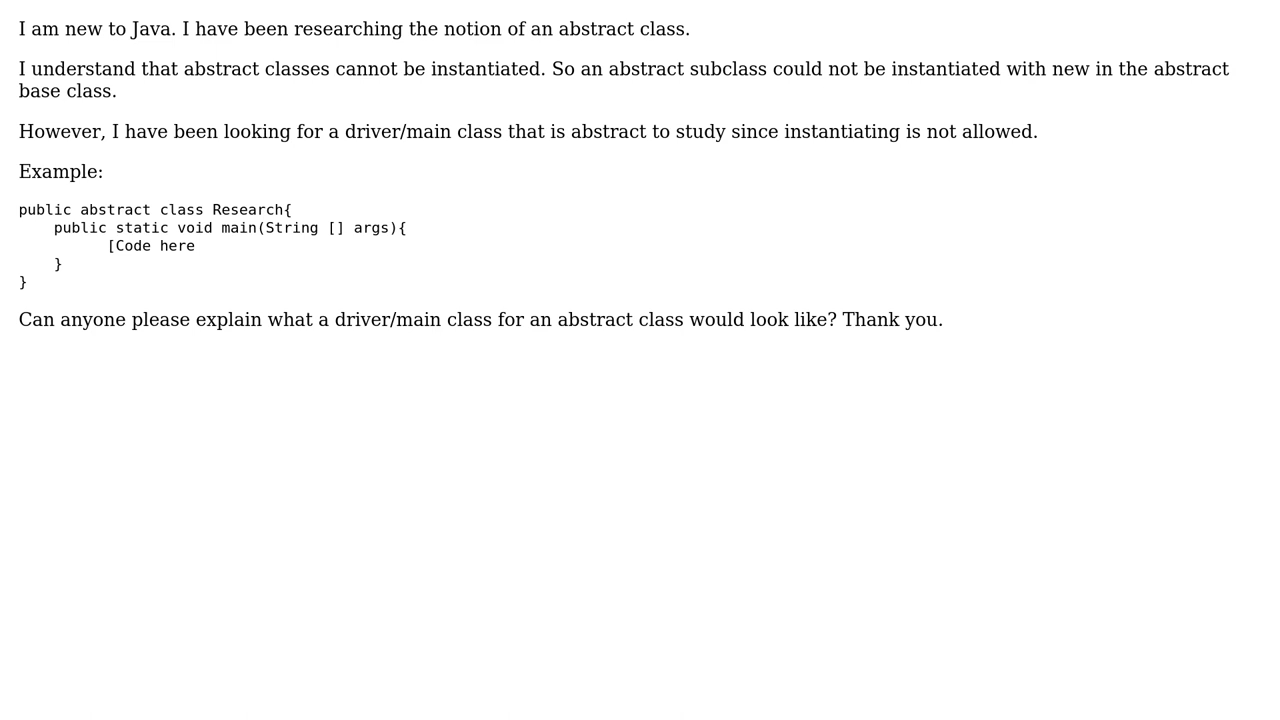 I am new to Java. I have been researching the notion of an abstract class.
I understand that abstract classes cannot be instantiated. So an abstract subclass could not be instantiated with new in the abstract
base class.
However, I have been looking for a driver/main class that is abstract to study since instantiating is not allowed.
Example:
public abstract class Research{
    public static void main(String [] args){
          [Code here
    }
}
Can anyone please explain what a driver/main class for an abstract class would look like? Thank you.